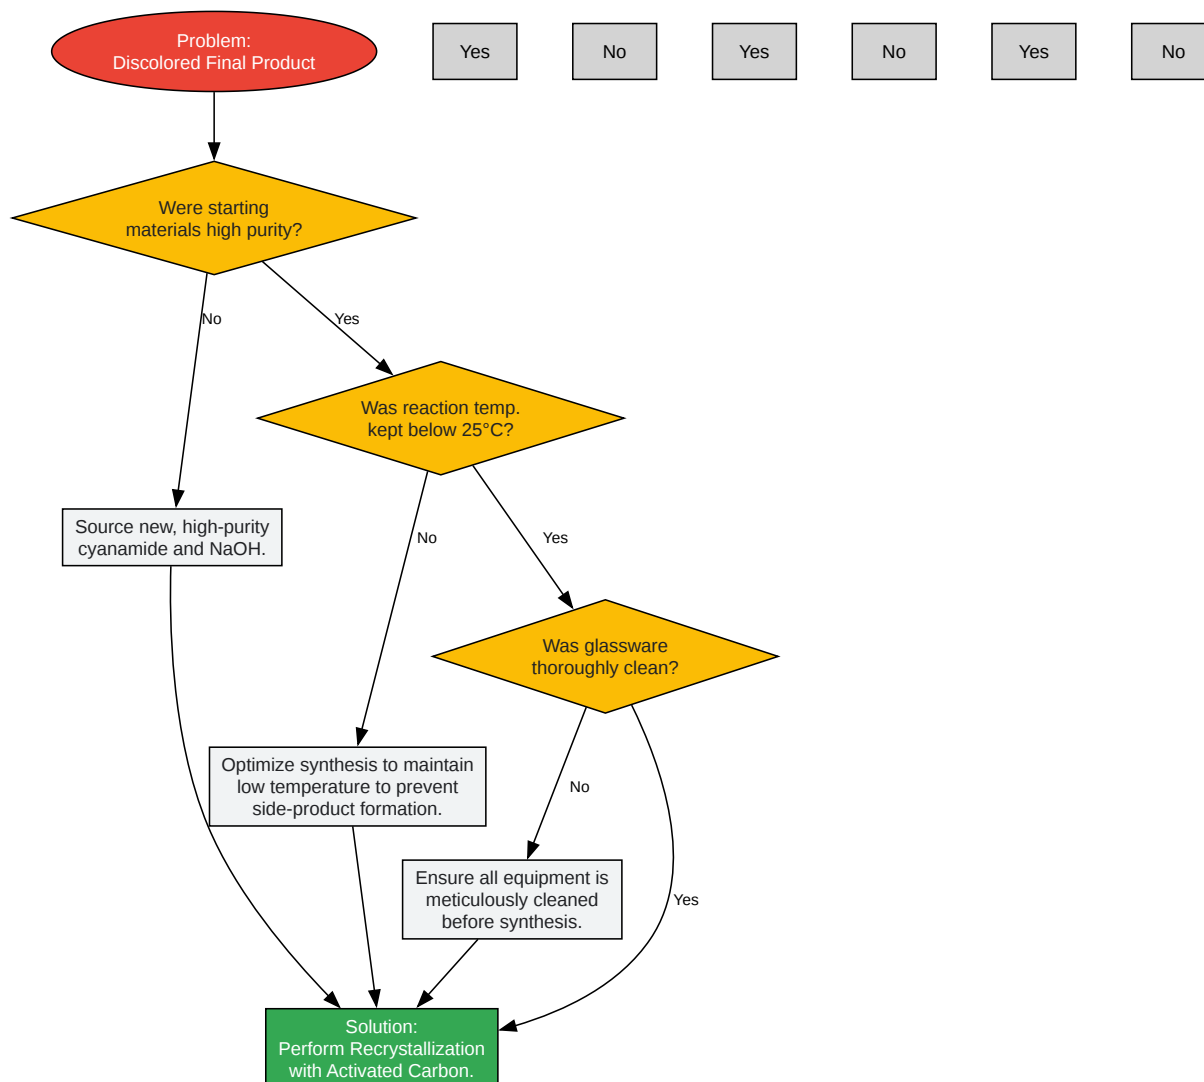 Problem:
Discolored Final Product
Yes
No
Yes
No
Yes
No
Were starting
materials high purity?
No
Yes
Was reaction temp.
kept below 25°C?
Source new, high-purity
cyanamide and NaOH.
No
Yes
Was glassware
thoroughly clean?
Optimize synthesis to maintain
low temperature to prevent
side-product formation.
No
Ensure all equipment is
meticulously cleaned
before synthesis.
Yes
Solution:
Perform Recrystallization
with Activated Carbon.